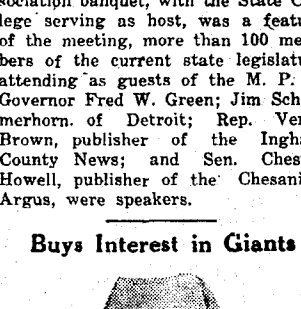 sociation banquet, with the State C
lege serving as host, was a featu
of the meeting, more than 100 me
bers of the current state legislatu
attending as guests of the M. P.
Governor Fred W. Green; Jim Sch
merhorn. of Detroit; Rep. Ver
Brown, publisher of the Ingha
County News; and Sen. Ches
Howell, publisher of the Chesani
Argus, were speakers.
Buys Interest in Giants